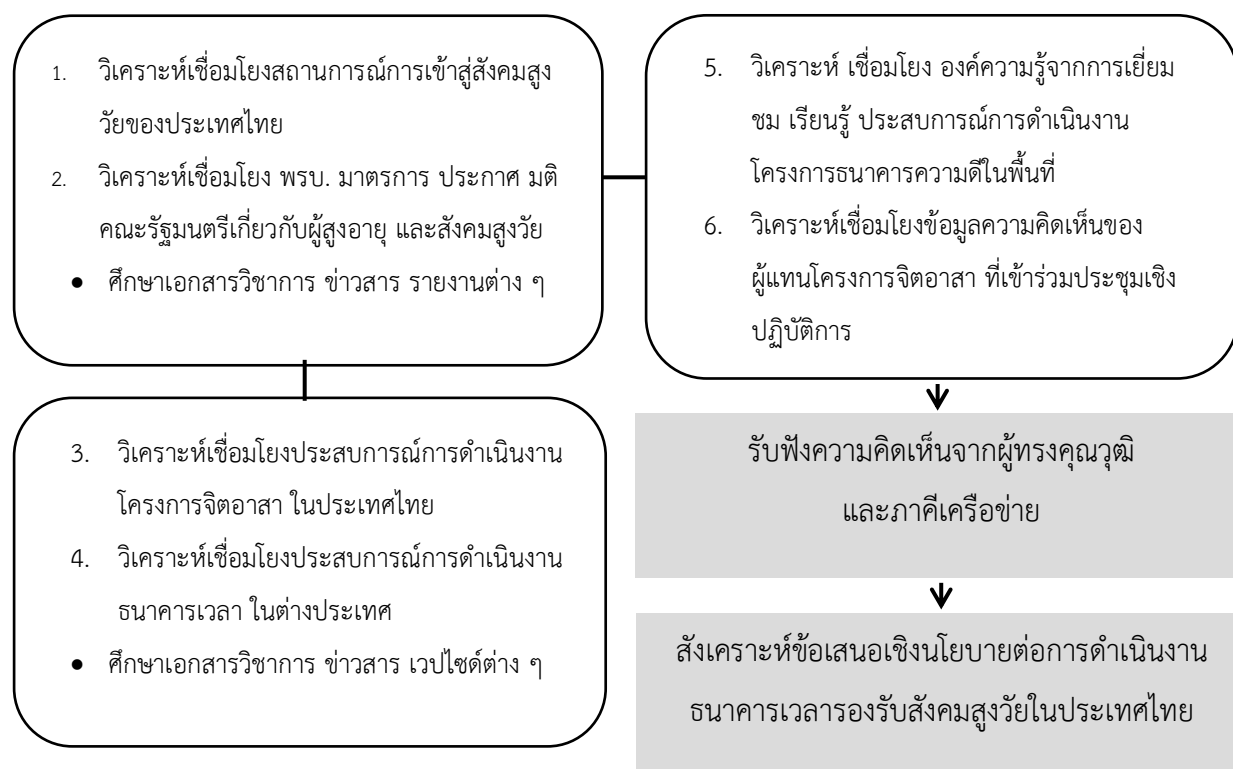 1. วิเคราะห์เชื่อมโยงสถานการณ์การเข้าสู่สังคมสูง
วัยของประเทศไทย
2. วิเคราะห์เชื่อมโยง พรบ. มาตรการ ประกาศ มติ
คณะรัฐมนตรีเกี่ยวกับผู้สูงอายุ และสังคมสูงวัย
• ศึกษาเอกสารวิชาการ ข่าวสาร รายงานต่าง ๆ
3. วิเคราะห์เชื่อมโยงประสบการณ์การดำเนินงาน
โครงการจิตอาสา ในประเทศไทย
4. วิเคราะห์เชื่อมโยงประสบการณ์การดำเนินงาน
ธนาคารเวลา ในต่างประเทศ
• ศึกษาเอกสารวิชาการ ข่าวสาร เวปไซด์ต่าง ๆ
5. วิเคราะห์ เชื่อมโยง องค์ความรู้จากการเยี่ยม
ชม เรียนรู้ ประสบการณ์การดำเนินงาน
โครงการธนาคารความดีในพื้นที่
6. วิเคราะห์เชื่อมโยงข้อมูลความคิดเห็นของ
ผู้แทนโครงการจิตอาสา ที่เข้าร่วมประชุมเชิง
ปฏิบัติการ
รับฟังความคิดเห็นจากผู้ทรงคุณวุฒิ
และภาคีเครือข่าย
สังเคราะห์ข้อเสนอเชิงนโยบายต่อการดำเนินงาน
ธนาคารเวลารองรับสังคมสูงวัยในประเทศไทย